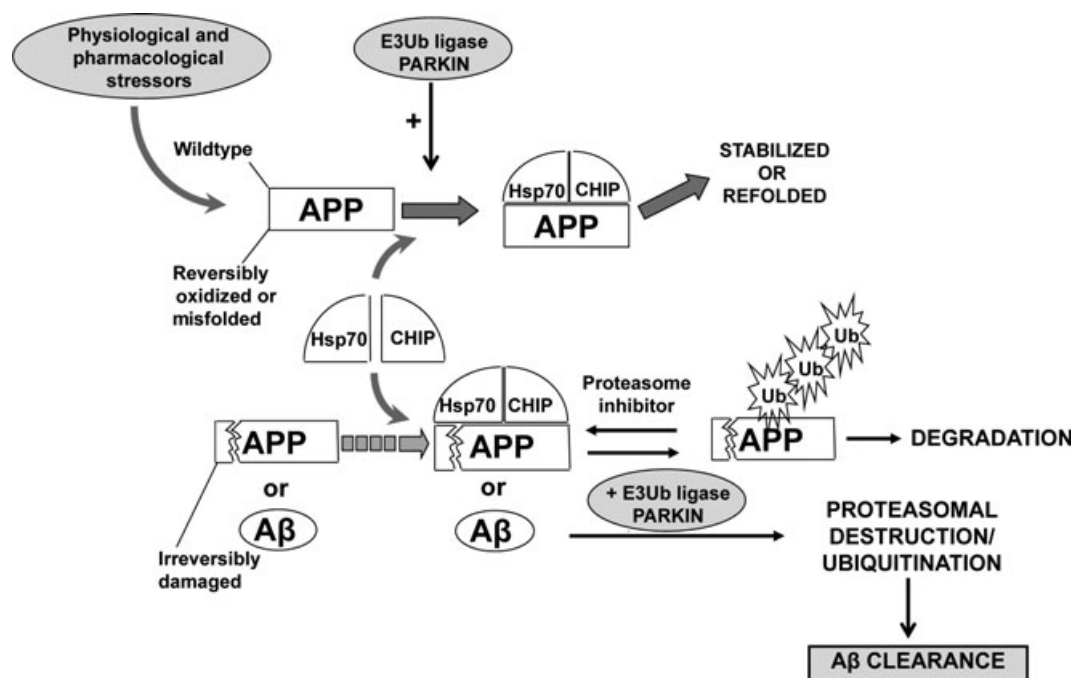 Physiological and
pharmacological
stressors
E3Ub ligase
PARKIN
+
Wildtype
APP
Hsp70
CHIP
APP
STABILIZED
OR
REFOLDED
Reversibly
oxidized or
misfolded
Hsp70
CHIP
Ub
Ub
Ub
Hsp70
CHIP
Proteasome
inhibitor
APP
APP
APP
DEGRADATION
or
or
+ E3Ub ligase
PARKIN
Aβ
Aβ
Irreversibly
damaged
PROTEASOMAL
DESTRUCTION/
UBIQUITINATION
Aβ CLEARANCE